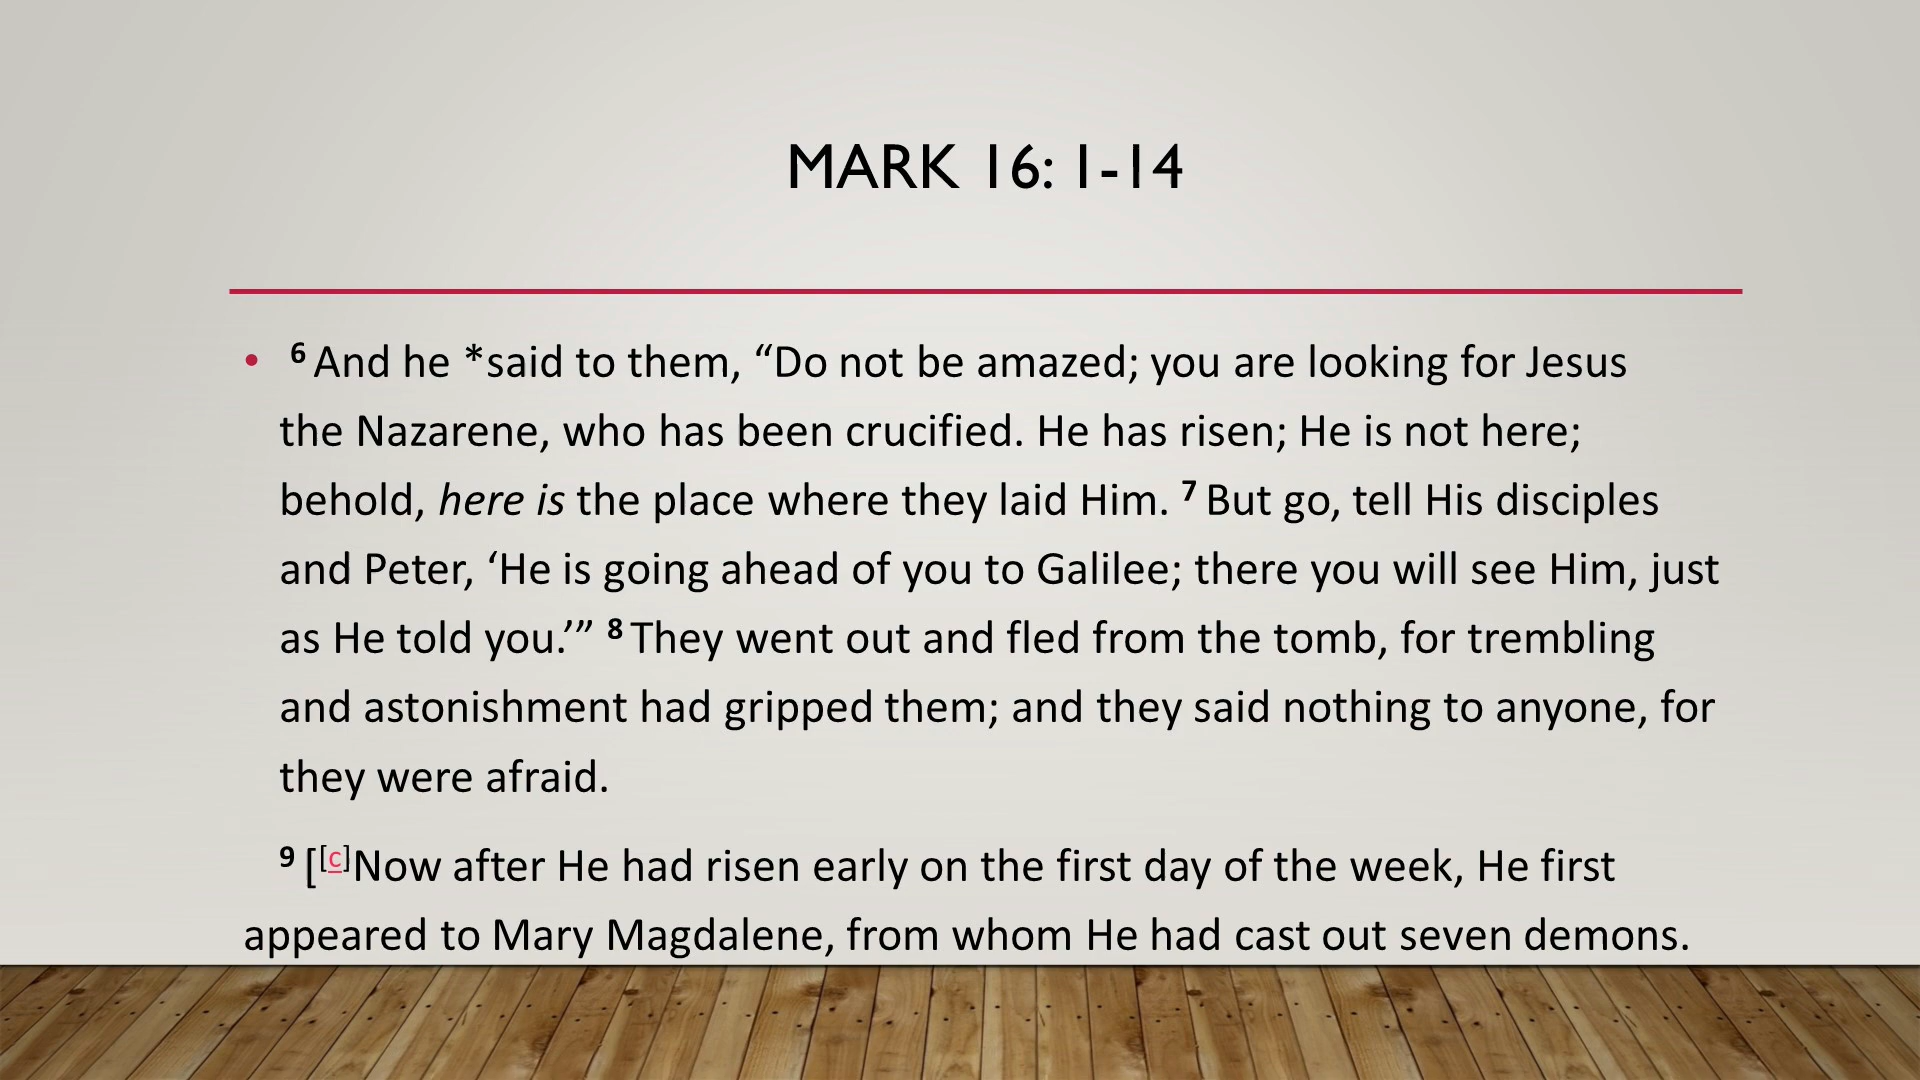 MARK 16: 1-14
• 6 And he *said to them, “Do not be amazed; you are looking for Jesus
the Nazarene, who has been crucified. He has risen; He is not here;
behold, here is the place where they laid Him. 7 But go, tell His disciples
and Peter, ‘He is going ahead of you to Galilee; there you will see Him, just
as He told you.’” 8 They went out and fled from the tomb, for trembling
and astonishment had gripped them; and they said nothing to anyone, for
they were afraid.
9 [[c]Now after He had risen early on the first day of the week, He first
appeared to Mary Magdalene, from whom He had cast out seven demons.